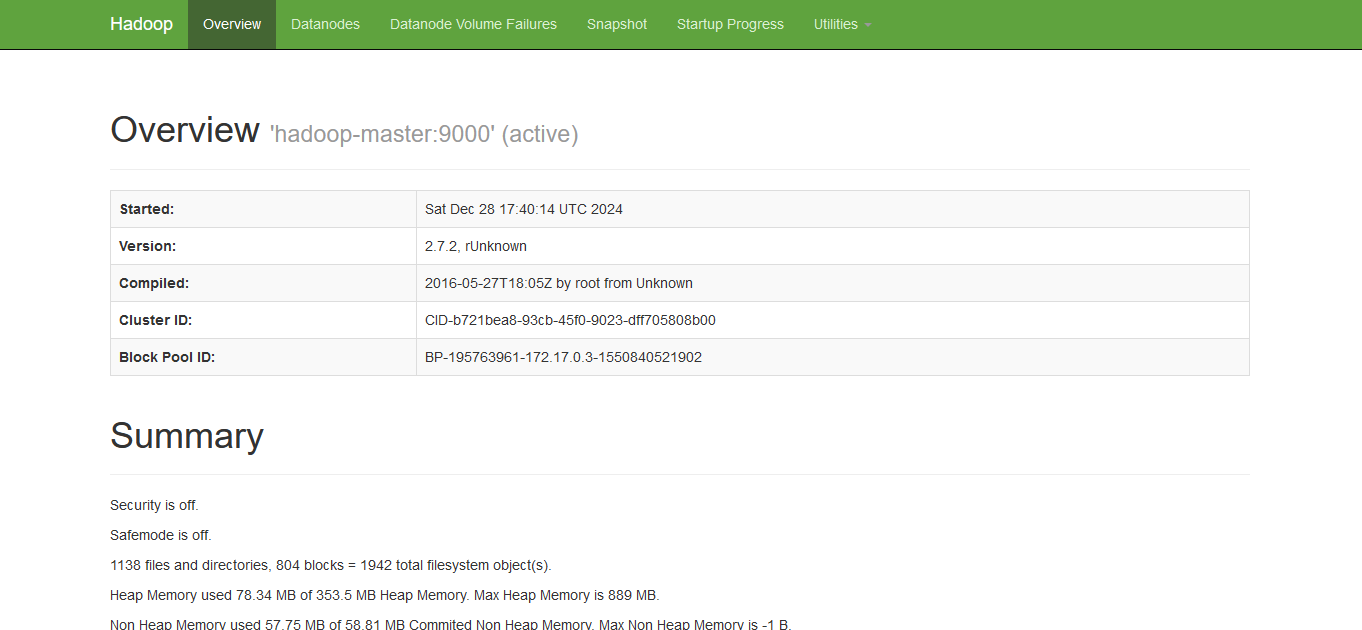 Hadoop Overview Datanodes Datanode Volume Failures Snapshot Startup Progress Utilities
Overview 'hadoop-master:9000' (active)
Started: Sat Dec 28 17:40:14 UTC 2024
Version: 2.7.2, rUnknown
Compiled: 2016-05-27T18:05Z by root from Unknown
Cluster ID: CID-b721bea8-93cb-45f0-9023-dff705808b00
Block Pool ID: BP-195763961-172.17.0.3-1550840521902
Summary
Security is off.
Safemode is off.
1138 files and directories, 804 blocks = 1942 total filesystem object(s).
Heap Memory used 78.34 MB of 353.5 MB Heap Memory. Max Heap Memory is 889 MB.
Non Heap Memory used 57.75 MB of 58.81 MB Commited Non Heap Memory. Max Non Heap Memory is -1 B.